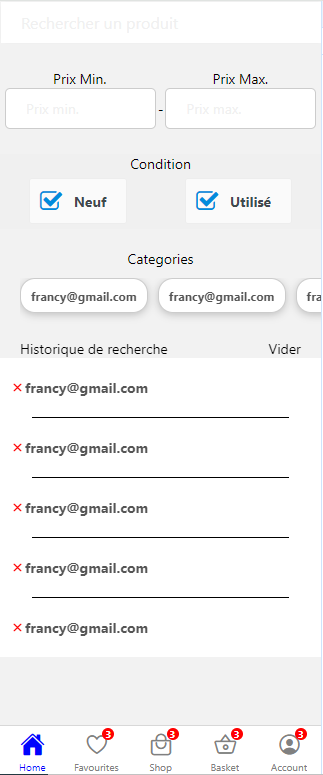 Rechercher un produit
Prix Min. Prix Max.
Prix min. - Prix max.
Condition
Neuf Utilisé
Categories
francy@gmail.com francy@gmail.com fra
Historique de recherche Vider
× francy@gmail.com
× francy@gmail.com
× francy@gmail.com
× francy@gmail.com
× francy@gmail.com
3 3 3 3
Home Favourites Shop Basket Account